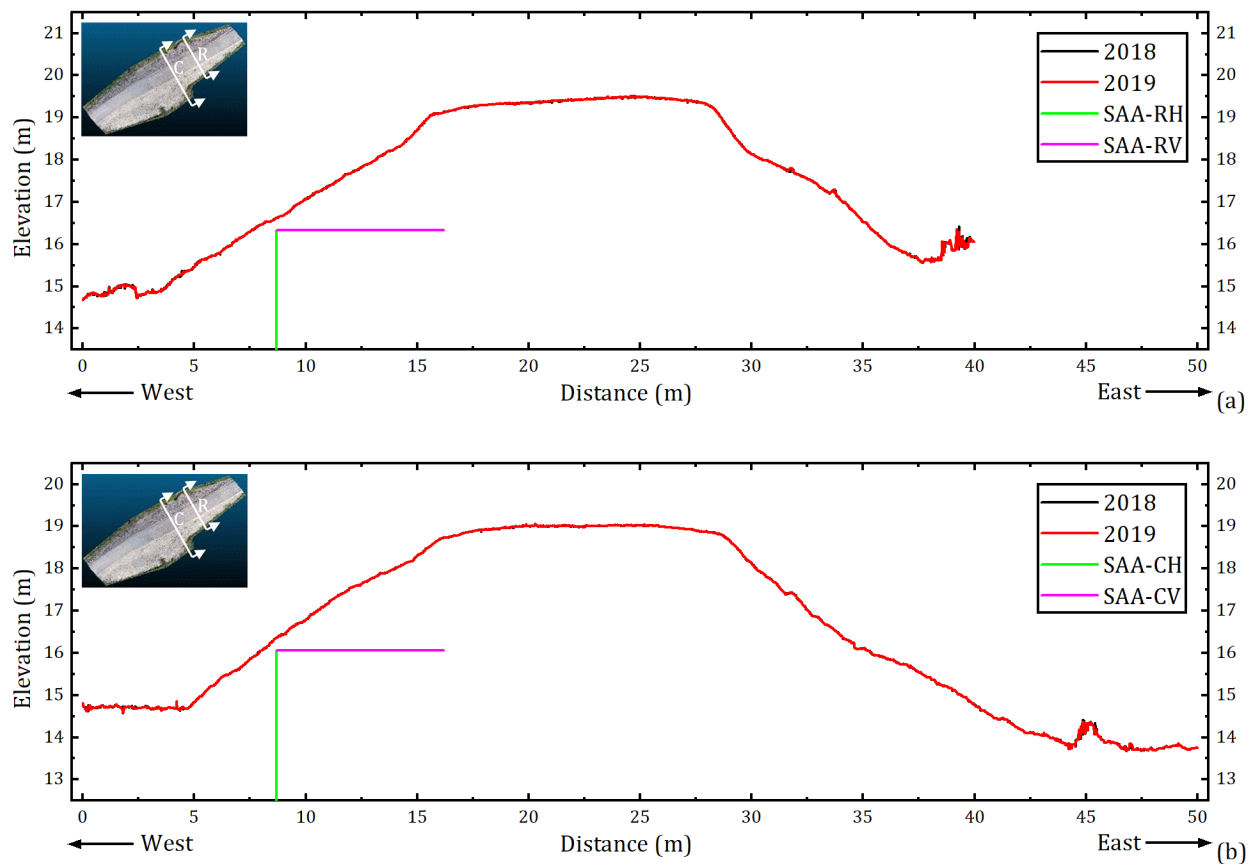 21 21
20 20
19 19
18 18
17 17
16 16
15 15
14 14
Elevation (m)
C R
2018
2019
SAA-RH
SAA-RV
0 5 10 15 20 25 30 35 40 45 50
West Distance (m) East (a)
20 20
19 19
18 18
17 17
16 16
15 15
14 14
13 13
Elevation (m)
C R
2018
2019
SAA-CH
SAA-CV
0 5 10 15 20 25 30 35 40 45 50
West Distance (m) East (b)